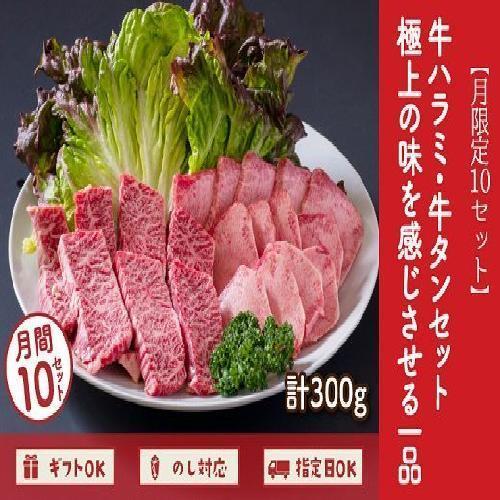 【月限定10セット】
牛ハラミ・牛タンセット
極上の味を感じさせる一品
月間
10セット
計300g
ギフトOK
のし対応
指定日OK